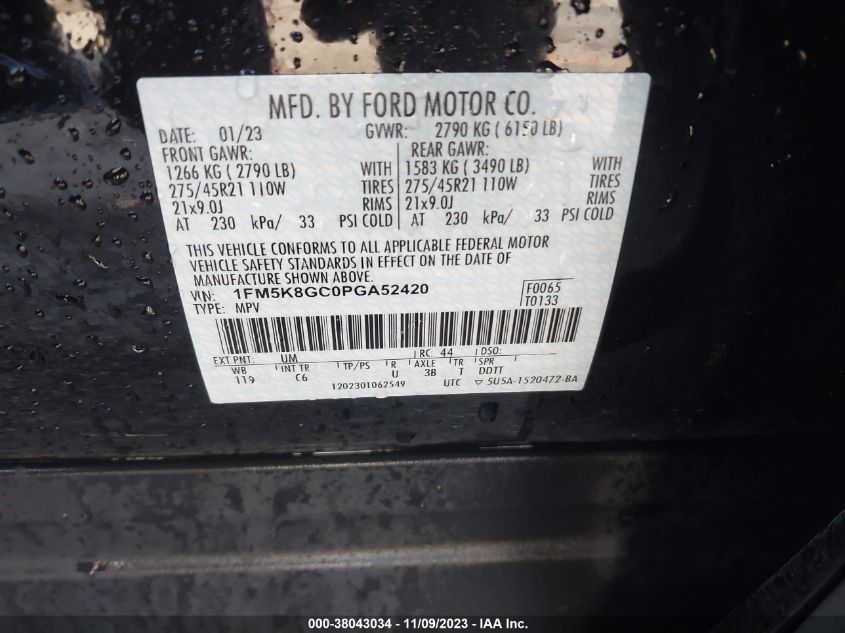 MFD. BY FORD MOTOR CO.
DATE: 01/23 GVWR: 2790 KG ( 6150 LB)
FRONT GAWR: REAR GAWR:
1266 KG ( 2790 LB) WITH 1583 KG ( 3490 LB) WITH
275/45R21 110W TIRES 275/45R21 110W TIRES
21x9.0J RIMS 21x9.0J RIMS
AT 230 kPa/ 33 PSI COLD AT 230 kPa/ 33 PSI COLD
THIS VEHICLE CONFORMS TO ALL APPLICABLE FEDERAL MOTOR
VEHICLE SAFETY STANDARDS IN EFFECT ON THE DATE OF
MANUFACTURE SHOWN ABOVE.
VIN: 1FM5K8GC0PGA52420 F0065
TYPE: MPV T0133
EXT PNT: UM RC: 44 DSO:
WB INT TR TP/PS R AXLE TR SPR
119 C6 U 3B T DDTT
1202301062549 UTC ▽ 5U5A-1520472-BA
000-38043034 - 11/09/2023 - IAA Inc.